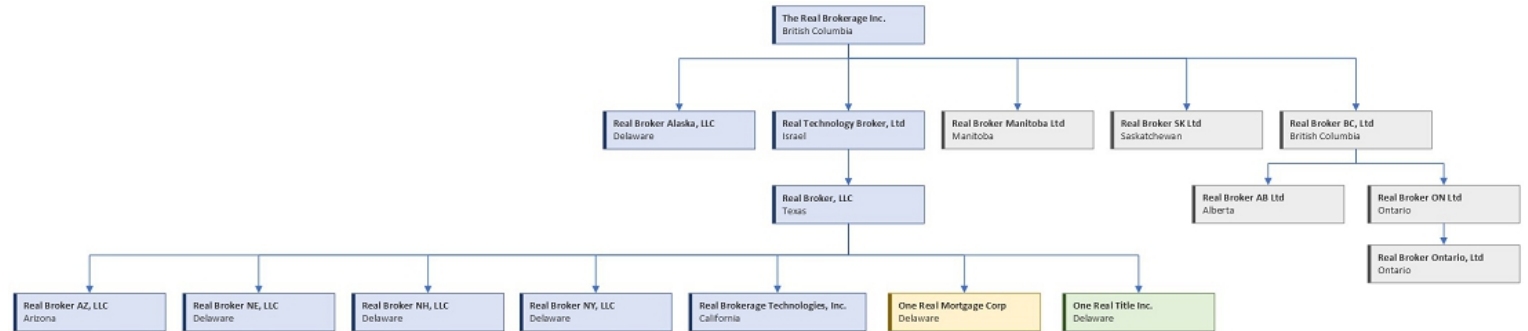 The Real Brokerage Inc.
British Columbia
Real Broker Alaska, LLC
Delaware
Real Technology Broker, Ltd
Israel
Real Broker Manitoba Ltd
Manitoba
Real Broker SK Ltd
Saskatchewan
Real Broker BC, Ltd
British Columbia
Real Broker, LLC
Texas
Real Broker AB Ltd
Alberta
Real Broker ON Ltd
Ontario
Real Broker Ontario, Ltd
Ontario
Real Broker AZ, LLC
Arizona
Real Broker NE, LLC
Delaware
Real Broker NH, LLC
Delaware
Real Broker NY, LLC
Delaware
Real Brokerage Technologies, Inc.
California
One Real Mortgage Corp
Delaware
One Real Title Inc.
Delaware